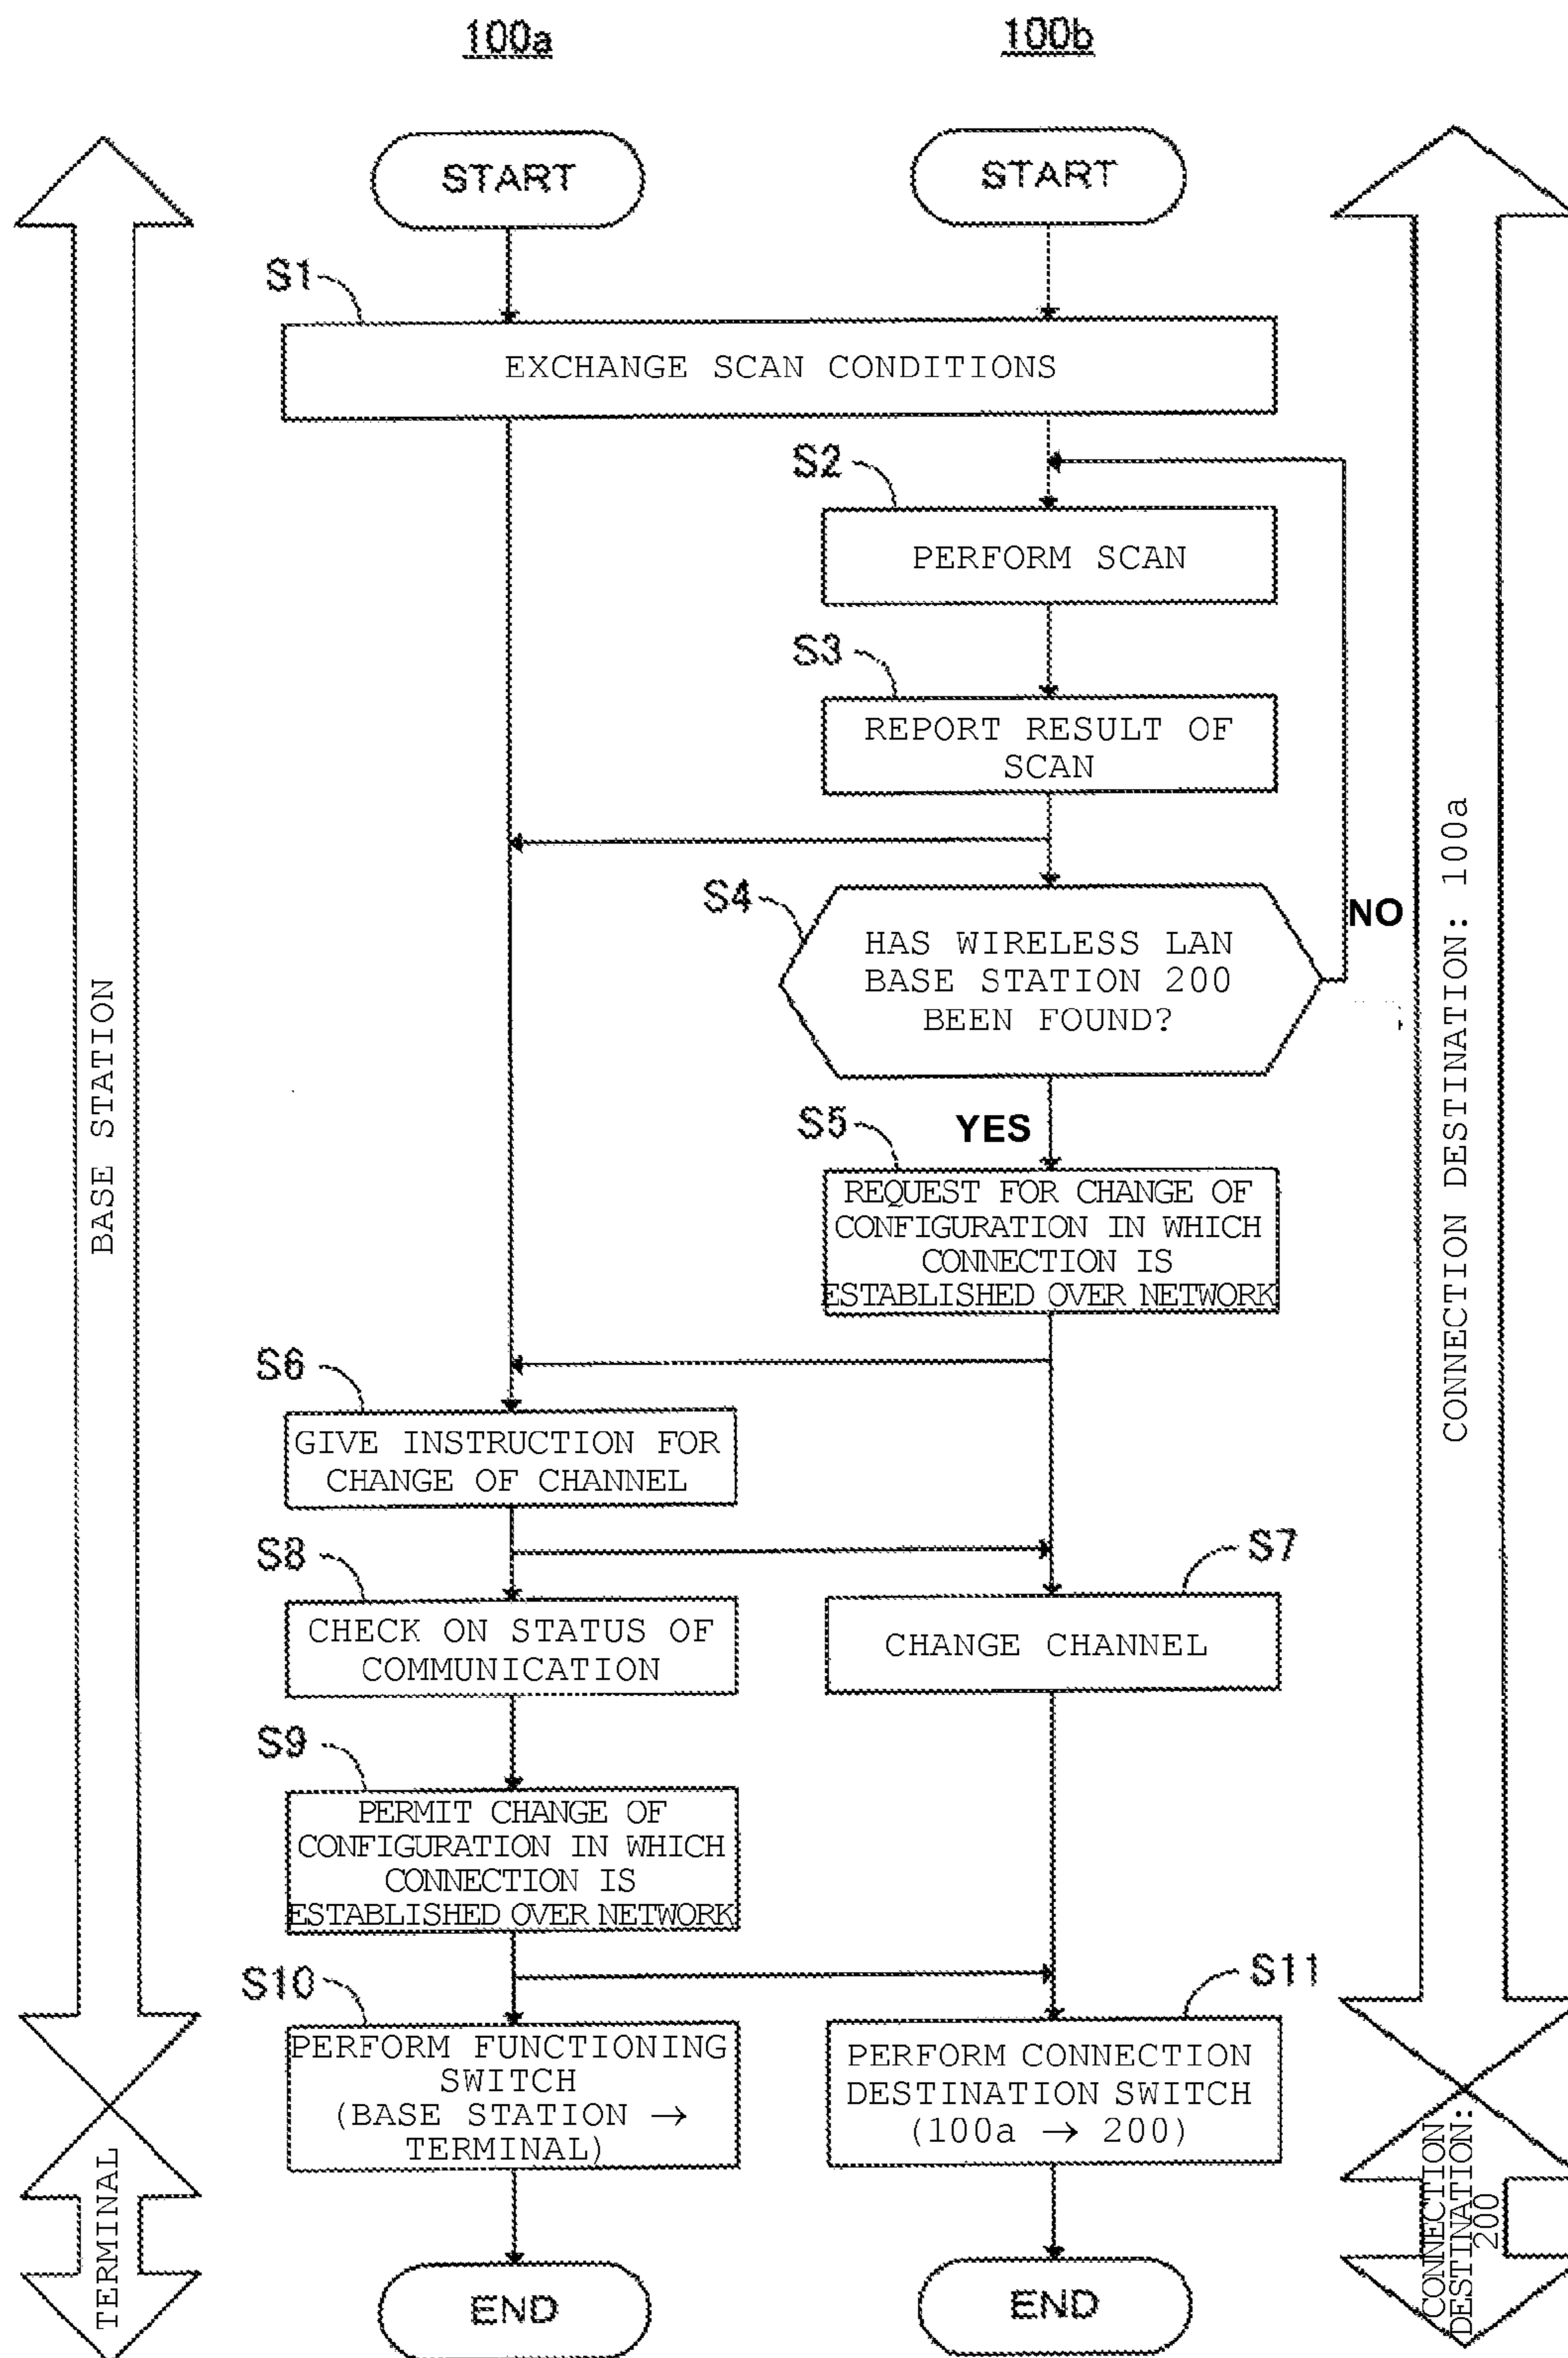 100a
100b
START
START
S1
EXCHANGE SCAN CONDITIONS
S2
PERFORM SCAN
S3
REPORT RESULT OF
SCAN
S4
HAS WIRELESS LAN
BASE STATION 200
BEEN FOUND?
NO
YES
S5
REQUEST FOR CHANGE OF
CONFIGURATION IN WHICH
CONNECTION IS
ESTABLISHED OVER NETWORK
S6
GIVE INSTRUCTION FOR
CHANGE OF CHANNEL
S7
CHANGE CHANNEL
S8
CHECK ON STATUS OF
COMMUNICATION
S9
PERMIT CHANGE OF
CONFIGURATION IN WHICH
CONNECTION IS
ESTABLISHED OVER NETWORK
S10
PERFORM FUNCTIONING
SWITCH
(BASE STATION →
TERMINAL)
S11
PERFORM CONNECTION
DESTINATION SWITCH
(100a → 200)
END
END
BASE STATION
TERMINAL
CONNECTION DESTINATION: 100a
CONNECTION
DESTINATION:
200